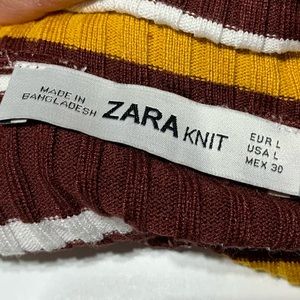 MADE IN
BANGLADESH
ZARA KNIT
EUR L
USA L
MEX 30